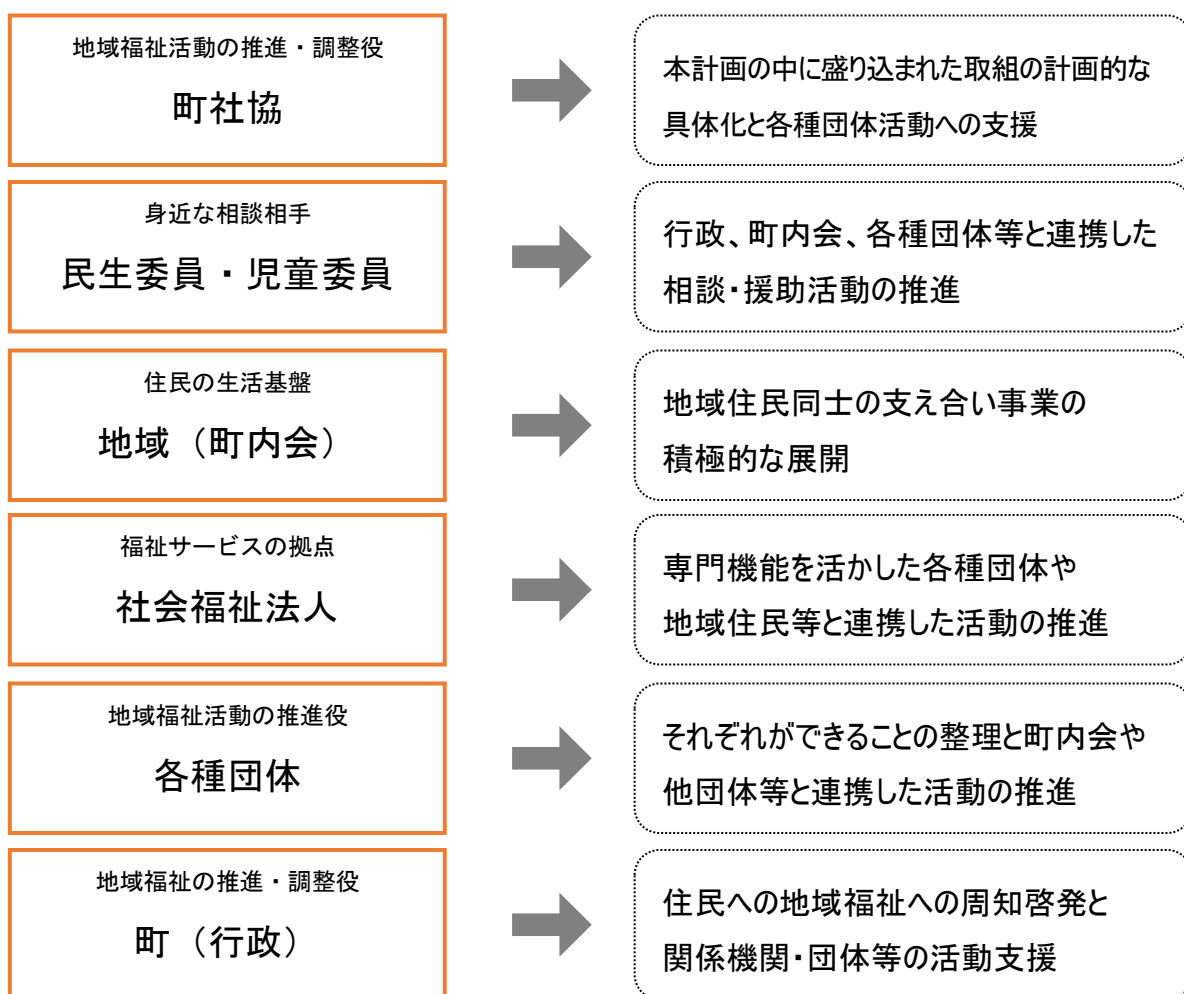 地域福祉活動の推進・調整役
町社協
本計画の中に盛り込まれた取組の計画的な
具体化と各種団体活動への支援
身近な相談相手
民生委員・児童委員
行政、町内会、各種団体等と連携した
相談・援助活動の推進
住民の生活基盤
地域（町内会）
地域住民同士の支え合い事業の
積極的な展開
福祉サービスの拠点
社会福祉法人
専門機能を活かした各種団体や
地域住民等と連携した活動の推進
地域福祉活動の推進役
各種団体
それぞれができることの整理と町内会や
他団体等と連携した活動の推進
地域福祉の推進・調整役
町（行政）
住民への地域福祉への周知啓発と
関係機関・団体等の活動支援